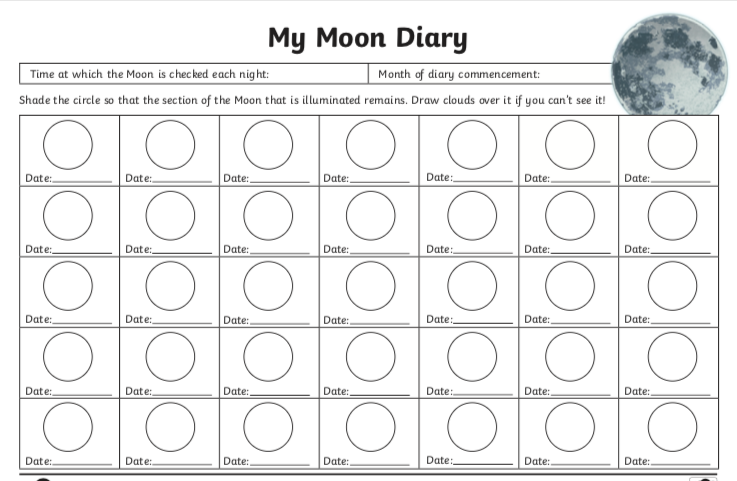 My Moon Diary
Time at which the Moon is checked each night: Month of diary commencement:
Shade the circle so that the section of the Moon that is illuminated remains. Draw clouds over it if you can't see it!
Date: Date: Date: Date: Date: Date: Date:
Date: Date: Date: Date: Date: Date: Date:
Date: Date: Date: Date: Date: Date: Date:
Date: Date: Date: Date: Date: Date: Date:
Date: Date: Date: Date: Date: Date: Date: